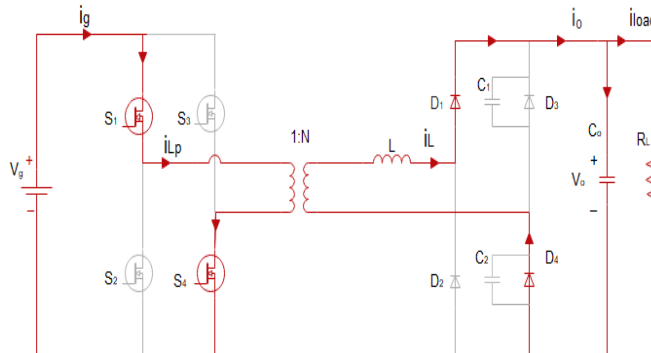 ig
io
iload
S1
S3
D1
C1
D3
Co
RL
1:N
iLp
L
iL
Vg
+
−
+
Vo
−
S2
S4
D2
C2
D4